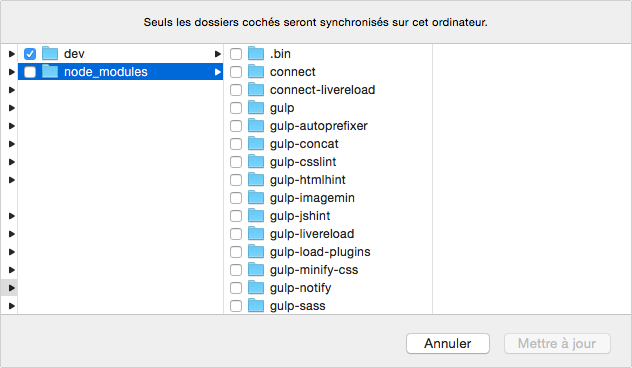 Seuls les dossiers cochés seront synchronisés sur cet ordinateur.
dev
node_modules
.bin
connect
connect-livereload
gulp
gulp-autoprefixer
gulp-concat
gulp-csslint
gulp-htmlhint
gulp-imagemin
gulp-jshint
gulp-livereload
gulp-load-plugins
gulp-minify-css
gulp-notify
gulp-sass
Annuler
Mettre à jour